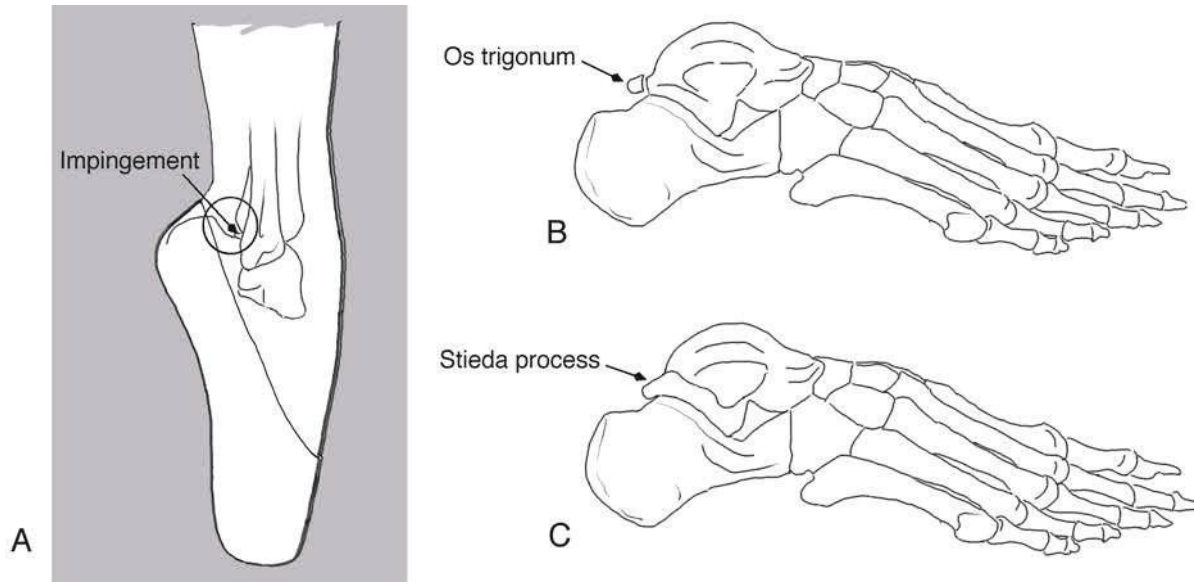 Impingement
A
Os trigonum
B
Stieda process
C